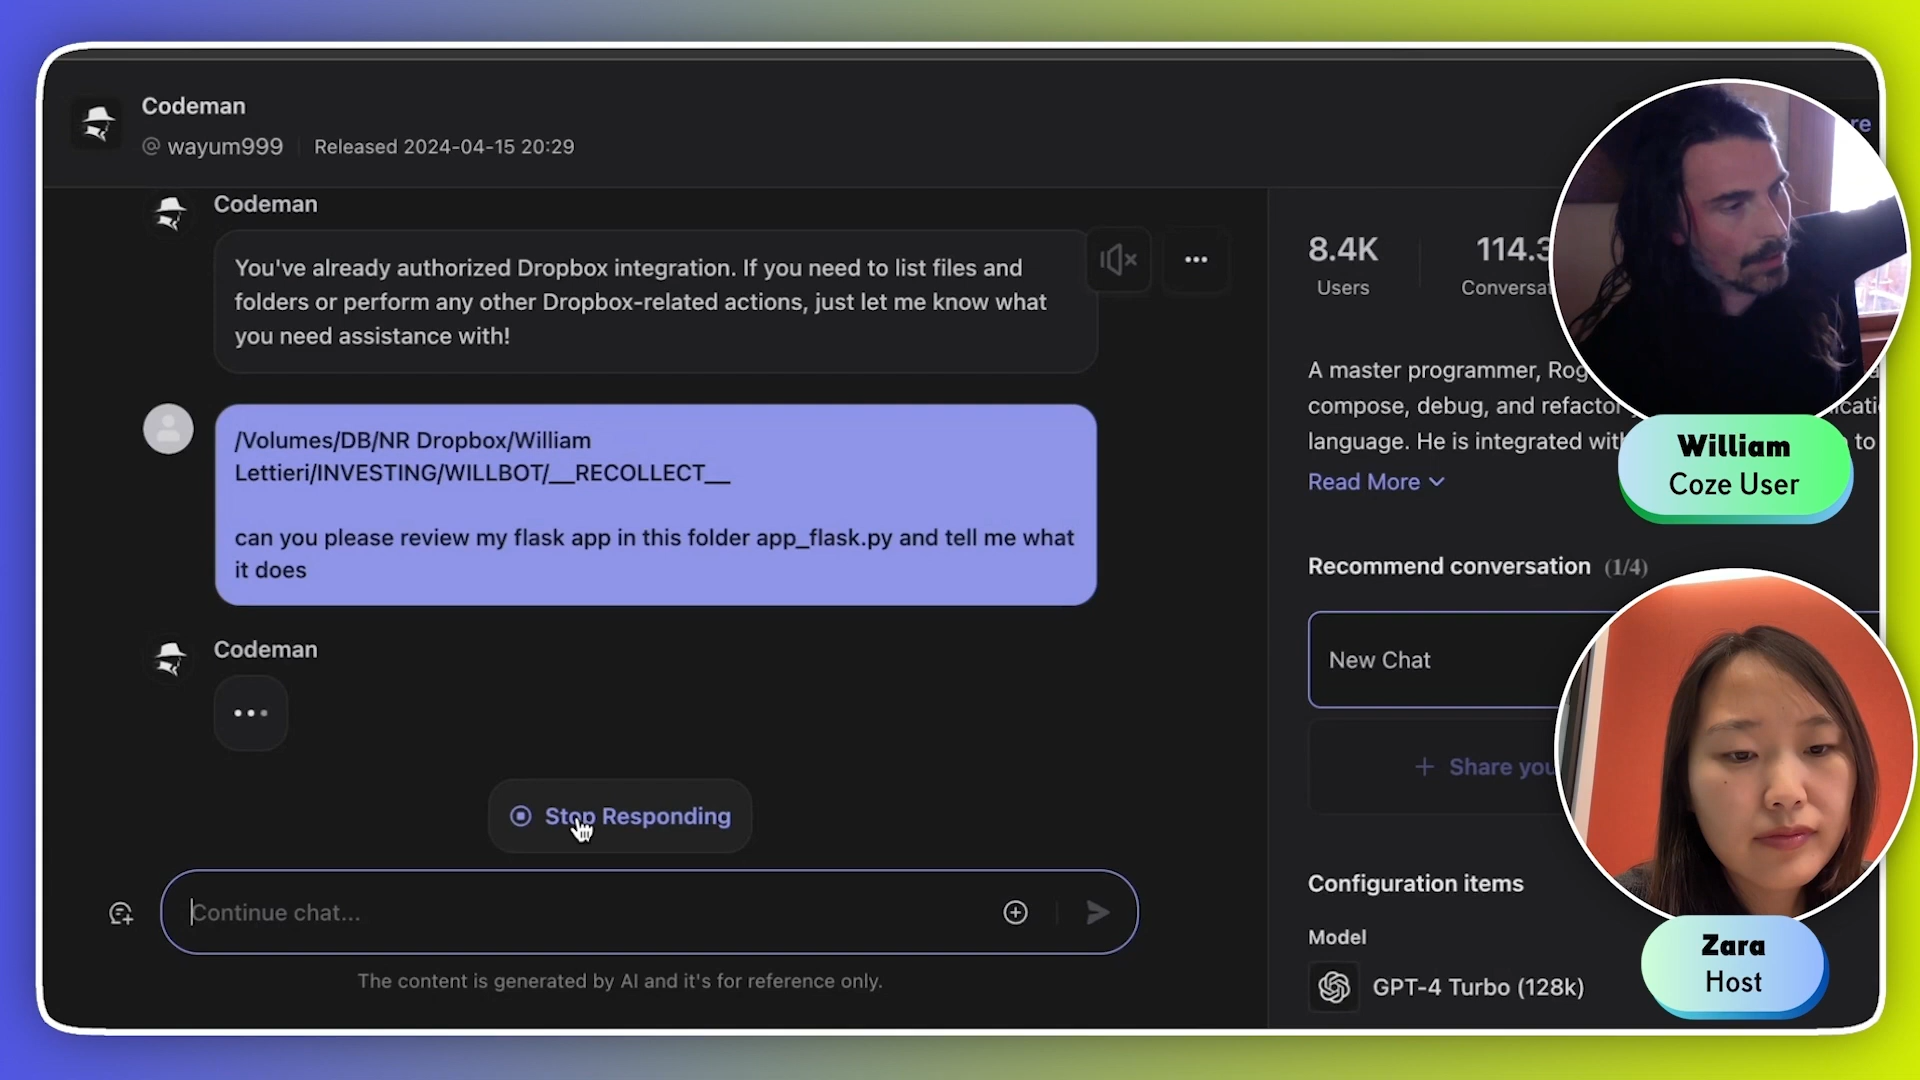 Codeman
@ wayum999 Released 2024-04-15 20:29
re
Codeman
You've already authorized Dropbox integration. If you need to list files and
folders or perform any other Dropbox-related actions, just let me know what
you need assistance with!
/Volumes/DB/NR Dropbox/William
Lettieri/INVESTING/WILLBOT/__RECOLLECT__
can you please review my flask app in this folder app_flask.py and tell me what
it does
Codeman
Stop Responding
Continue chat...
The content is generated by AI and it's for reference only.
8.4K
Users
114.3
Conversat
A master programmer, Rog
compose, debug, and refactor
language. He is integrated wit to
Read More
Recommend conversation (1/4)
New Chat
+ Share you
Configuration items
Model
GPT-4 Turbo (128k)
William
Coze User
Zara
Host